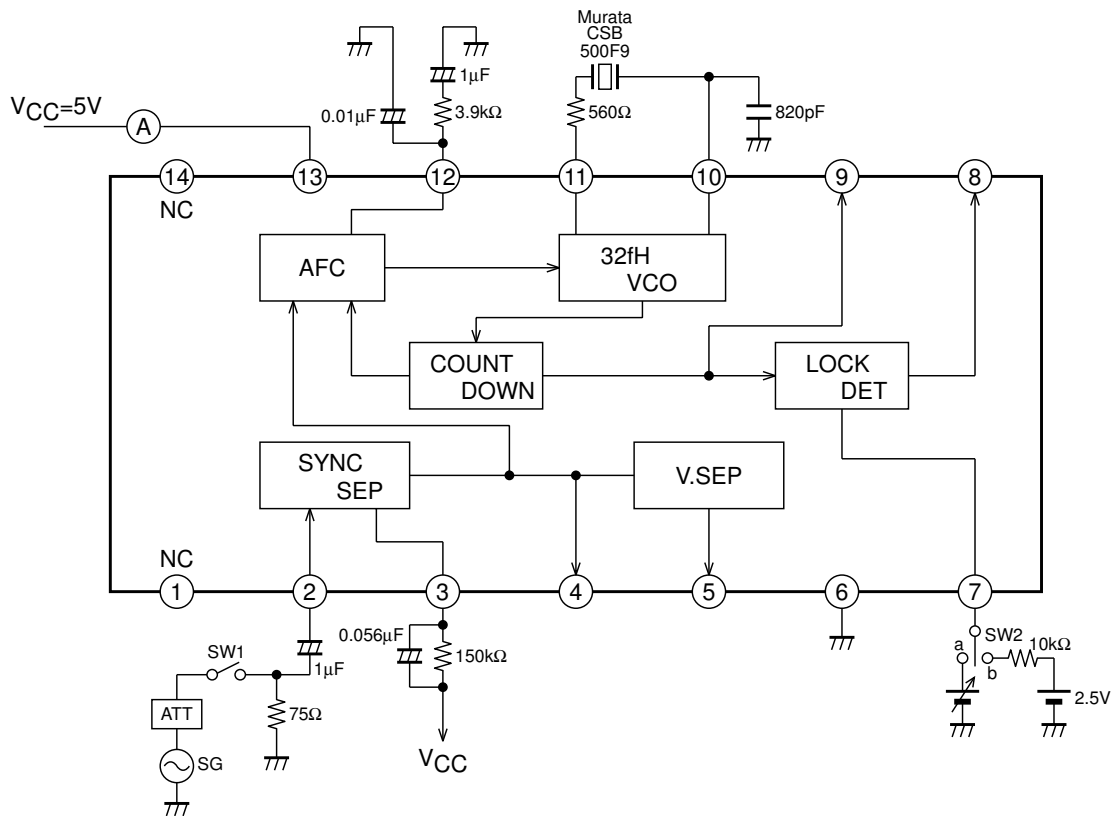 Murata
CSB
500F9
1µF
VCC=5V
A
0.01µF
3.9kΩ
560Ω
820pF
14
13
12
11
10
9
8
NC
AFC
32fH
VCO
COUNT
DOWN
LOCK
DET
SYNC
SEP
V.SEP
NC
1
2
3
4
5
6
7
SW1
1µF
0.056µF
150kΩ
a
SW2
10kΩ
b
ATT
75Ω
2.5V
SG
VCC